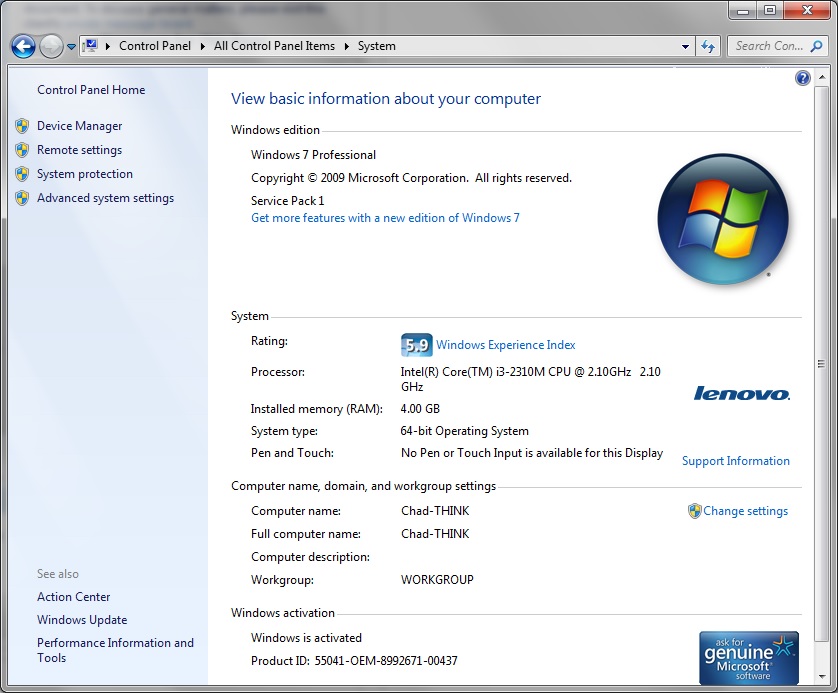 Control Panel
All Control Panel Items
System
Search Con...
Control Panel Home
Device Manager
Remote settings
System protection
Advanced system settings
See also
Action Center
Windows Update
Performance Information and
Tools
View basic information about your computer
Windows edition
Windows 7 Professional
Copyright © 2009 Microsoft Corporation. All rights reserved.
Service Pack 1
Get more features with a new edition of Windows 7
System
Rating:
5,9 Windows Experience Index
Processor:
Intel(R) Core(TM) i3-2310M CPU @ 2.10GHz 2.10
GHz
Installed memory (RAM):
4.00 GB
System type:
64-bit Operating System
Pen and Touch:
No Pen or Touch Input is available for this Display
lenovo.
Support Information
Computer name, domain, and workgroup settings
Computer name:
Chad-THINK
Change settings
Full computer name:
Chad-THINK
Computer description:
Workgroup:
WORKGROUP
Windows activation
Windows is activated
Product ID: 55041-OEM-8992671-00437
ask for
genuine
Microsoft
software